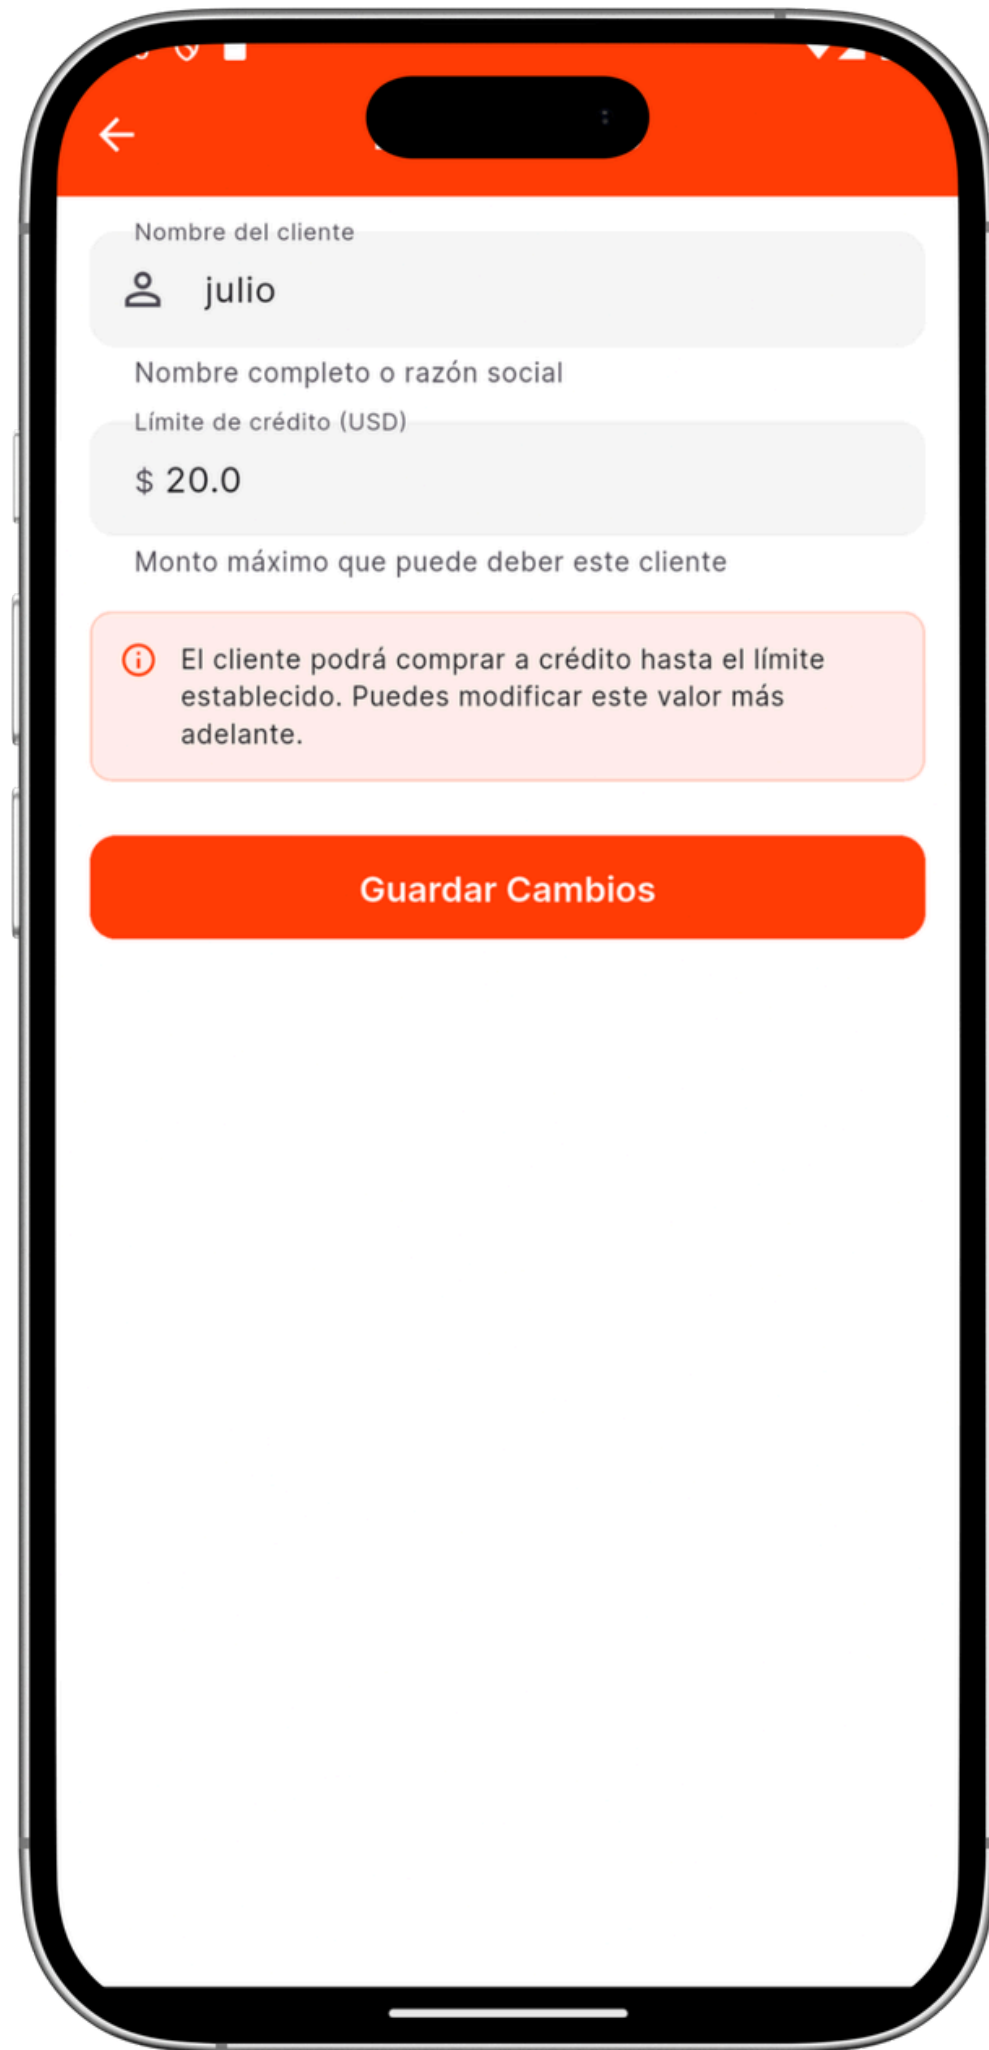 Nombre del cliente
julio
Nombre completo o razón social
Límite de crédito (USD)
$ 20.0
Monto máximo que puede deber este cliente
El cliente podrá comprar a crédito hasta el límite
establecido. Puedes modificar este valor más
adelante.
Guardar Cambios